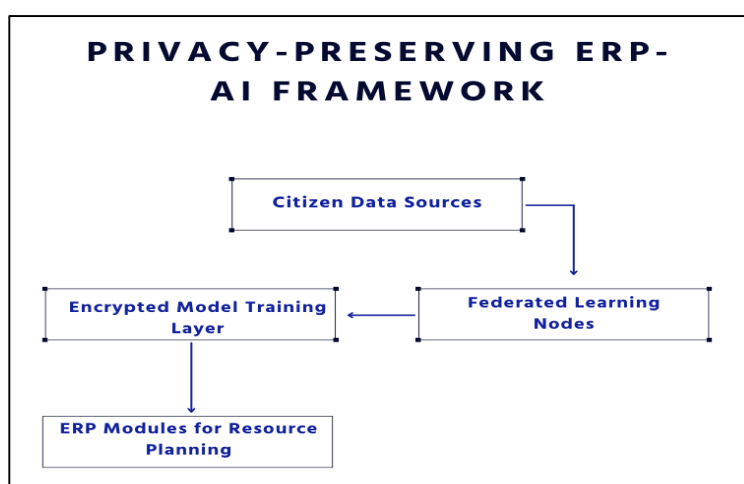 PRIVACY-PRESERVING ERP-
AI FRAMEWORK
Citizen Data Sources
Federated Learning
Nodes
Encrypted Model Training
Layer
ERP Modules for Resource
Planning